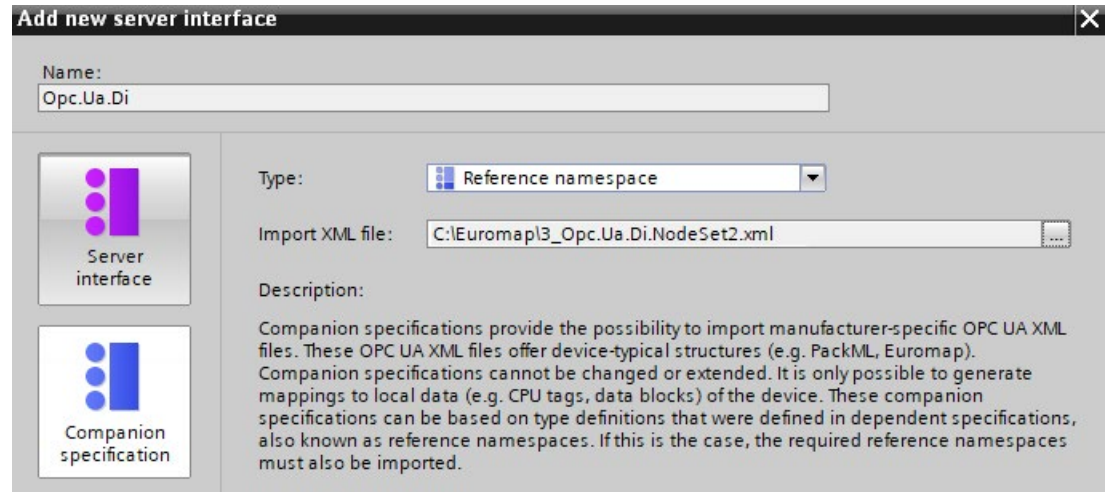 Add new server interface
Name:
Opc.Ua.Di
Server
interface
Companion
specification
Type:
Reference namespace
Import XML file:
C:\Euromap\3_Opc.Ua.Di.NodeSet2.xml
...
Description:
Companion specifications provide the possibility to import manufacturer-specific OPC UA XML
files. These OPC UA XML files offer device-typical structures (e.g. PackML, Euromap).
Companion specifications cannot be changed or extended. It is only possible to generate
mappings to local data (e.g. CPU tags, data blocks) of the device. These companion
specifications can be based on type definitions that were defined in dependent specifications,
also known as reference namespaces. If this is the case, the required reference namespaces
must also be imported.